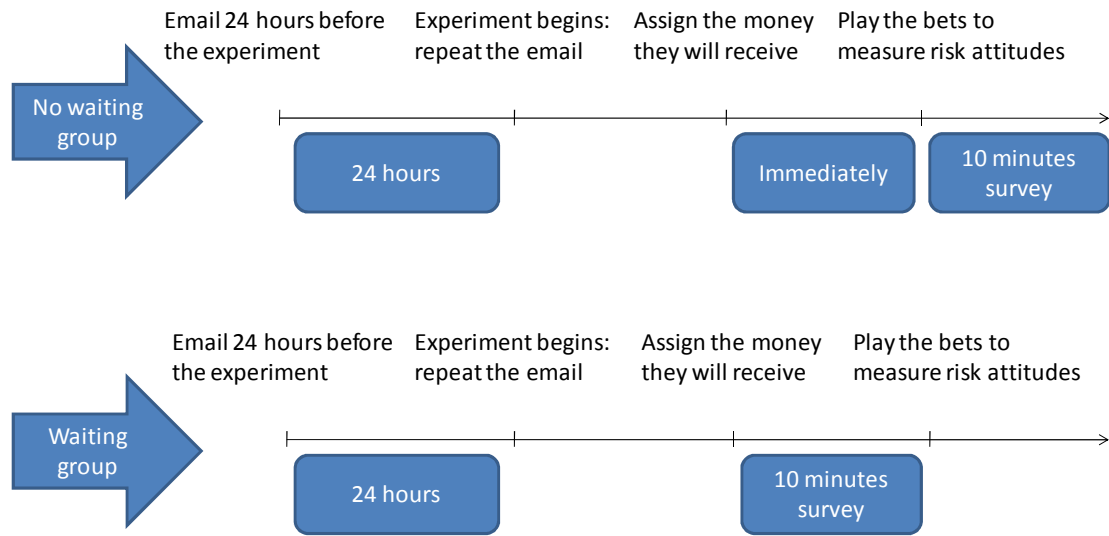 Email 24 hours before
the experiment
Experiment begins:
repeat the email
Assign the money
they will receive
Play the bets to
measure risk attitudes
No waiting
group
24 hours
Immediately
10 minutes
survey
Email 24 hours before
the experiment
Experiment begins:
repeat the email
Assign the money
they will receive
Play the bets to
measure risk attitudes
Waiting
group
24 hours
10 minutes
survey